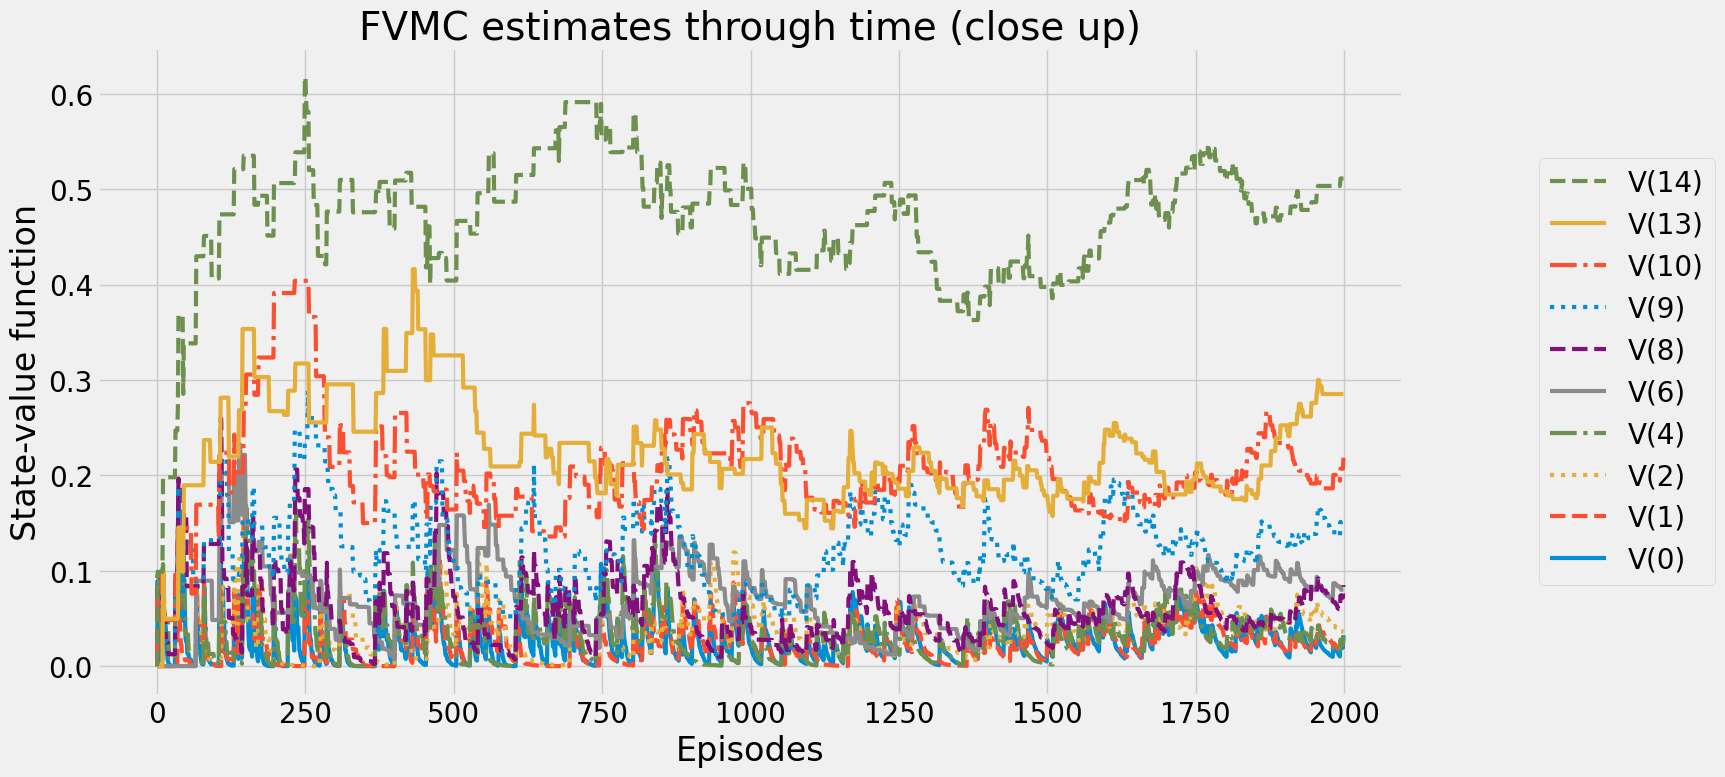 FVMC estimates through time (close up)
State-value function
0.6
0.5
0.4
0.3
0.2
0.1
0.0
0 250 500 750 1000 1250 1500 1750 2000
Episodes
V(14)
V(13)
V(10)
V(9)
V(8)
V(6)
V(4)
V(2)
V(1)
V(0)